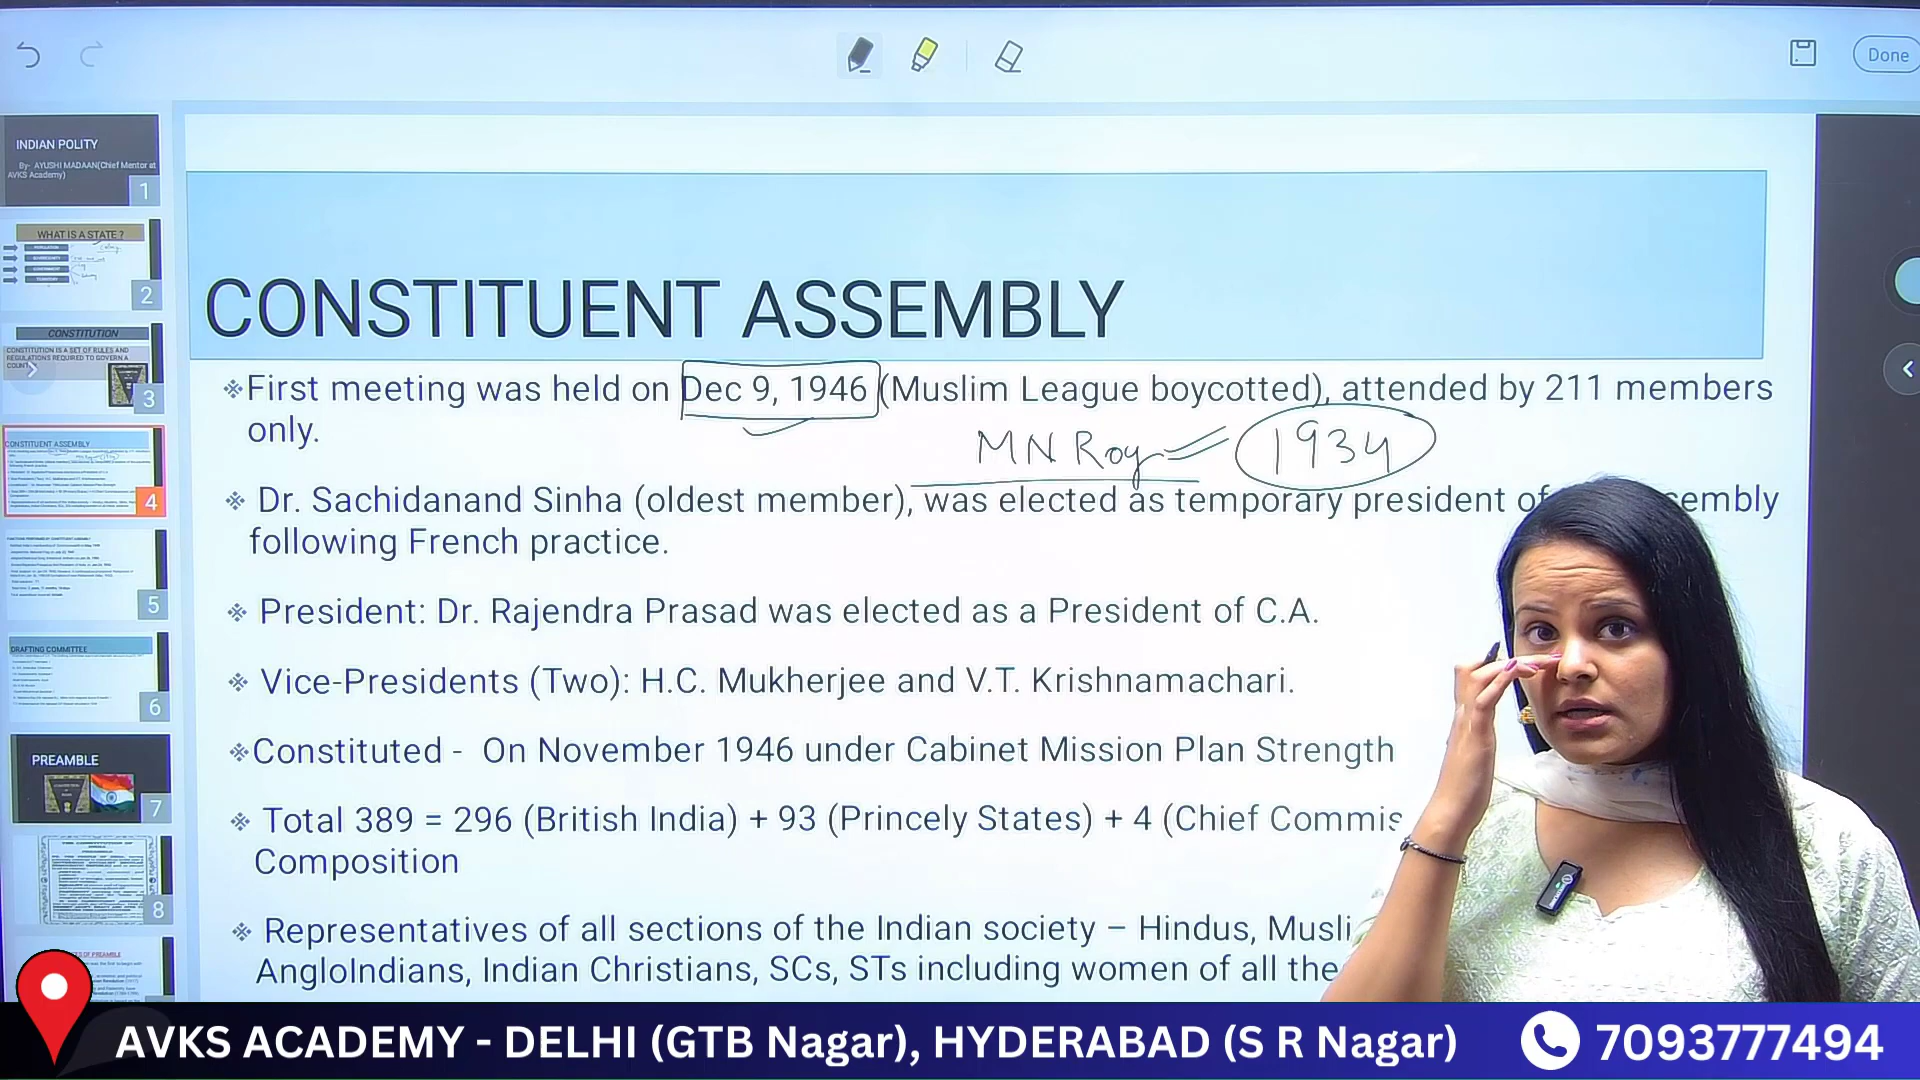 Done
INDIAN POLITY
By- AYUSHI MADAAN(Chief Mentor at
AVKS Academy)
1
WHAT IS A STATE ?
2
CONSTITUTION
CONSTITUTION IS A SET OF RULES AND
REGULATIONS REQUIRED TO GOVERN A
3
CONSTITUENT ASSEMBLY
4
5
DRAFTING COMMITTEE
6
PREAMBLE
7
8
CONSTITUENT ASSEMBLY
❖First meeting was held on Dec 9, 1946 (Muslim League boycotted), attended by 211 members
only.
MN Roy 1934
❖ Dr. Sachidanand Sinha (oldest member), was elected as temporary president of
following French practice.
❖ President: Dr. Rajendra Prasad was elected as a President of C.A.
❖ Vice-Presidents (Two): H.C. Mukherjee and V.T. Krishnamachari.
❖Constituted - On November 1946 under Cabinet Mission Plan Strength
❖ Total 389 = 296 (British India) + 93 (Princely States) + 4 (Chief Commis
Composition
❖ Representatives of all sections of the Indian society – Hindus, Musli
AngloIndians, Indian Christians, SCs, STs including women of all the
AVKS ACADEMY - DELHI (GTB Nagar), HYDERABAD (S R Nagar)
7093777494